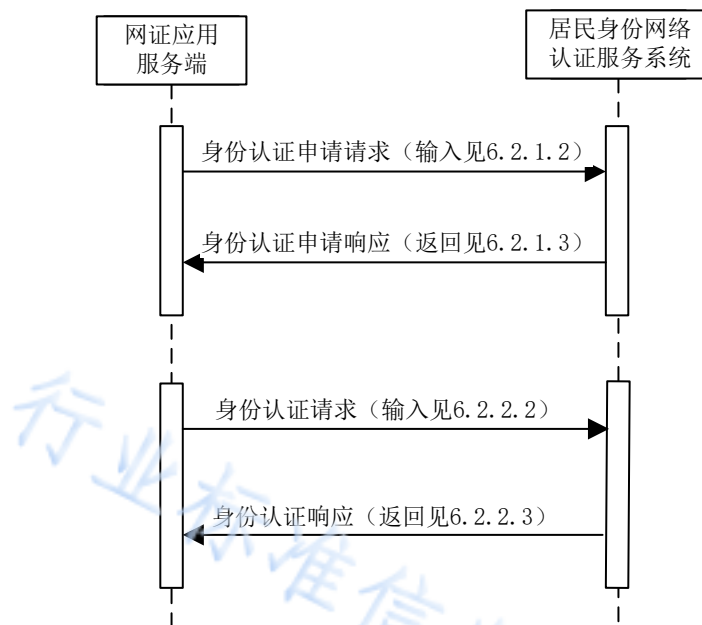 网证应用
服务端
居民身份网络
认证服务系统
身份认证申请请求（输入见6.2.1.2）
身份认证申请响应（返回见6.2.1.3）
身份认证请求（输入见6.2.2.2）
身份认证响应（返回见6.2.2.3）
行业标准信